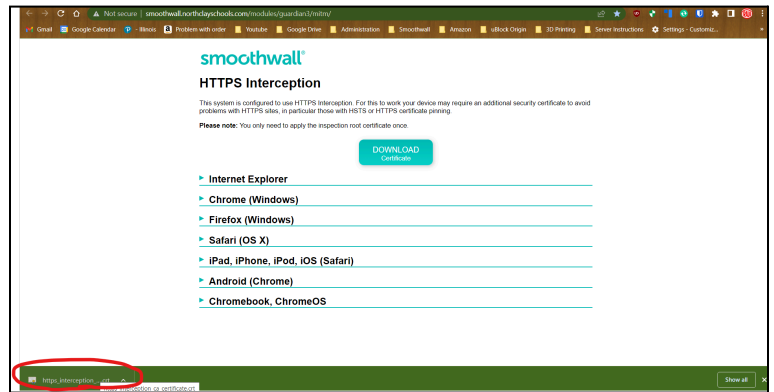 Not secure | smoothwall.northclayschools.com/modules/guardian3/mitm/
Gmail Google Calendar - Illinois Problem with order Youtube Google Drive Administration Smoothwall Amazon uBlock Origin 3D Printing Server Instructions Settings - Customiz... »
smoothwall®
HTTPS Interception
This system is configured to use HTTPS Interception. For this to work your device may require an additional security certificate to avoid
problems with HTTPS sites, in particular those with HSTS or HTTPS certificate pinning.
Please note: You only need to apply the inspection root certificate once.
DOWNLOAD
Certificate
Internet Explorer
Chrome (Windows)
Firefox (Windows)
Safari (OS X)
iPad, iPhone, iPod, iOS (Safari)
Android (Chrome)
Chromebook, ChromeOS
https_interception_...crt Show all
ca_certificate.crt